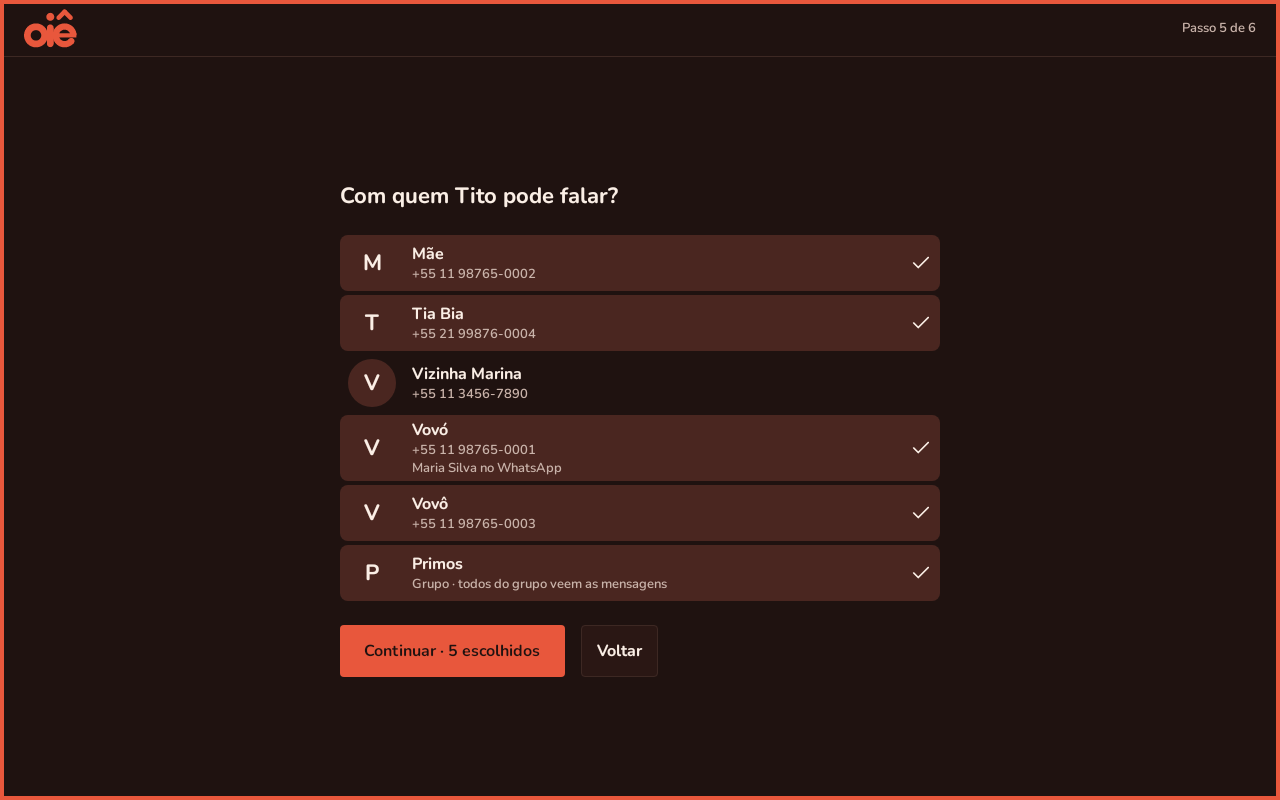 oiê
Passo 5 de 6
Com quem Tito pode falar?
M
Mãe
+55 11 98765-0002
T
Tia Bia
+55 21 99876-0004
V
Vizinha Marina
+55 11 3456-7890
V
Vovó
+55 11 98765-0001
Maria Silva no WhatsApp
V
Vovô
+55 11 98765-0003
P
Primos
Grupo · todos do grupo veem as mensagens
Continuar · 5 escolhidos
Voltar